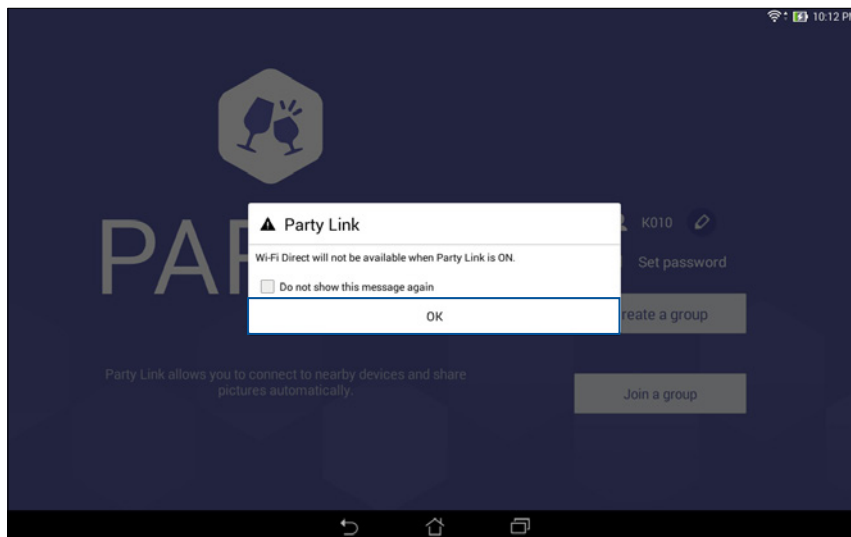 10:12 PM
PAR
Party Link
Wi-Fi Direct will not be available when Party Link is ON.
Do not show this message again
OK
K010
Set password
reate a group
Party Link allows you to connect to nearby devices and share
pictures automatically.
Join a group